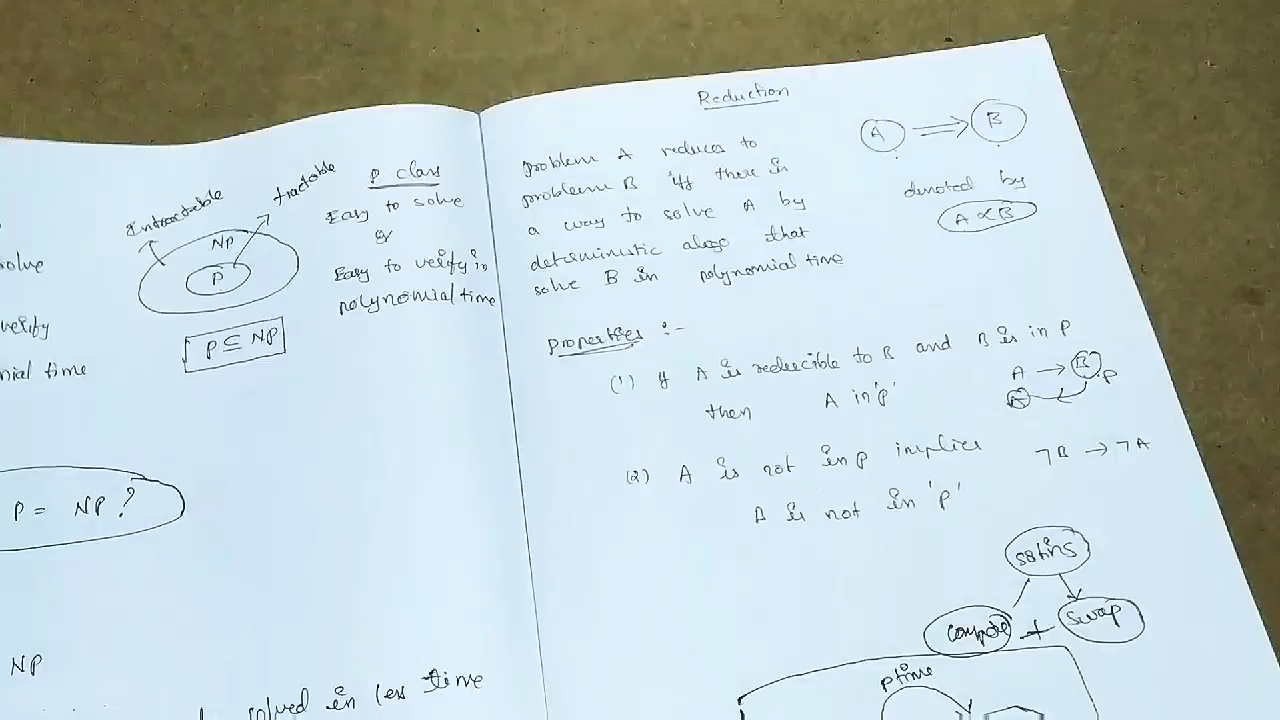 olve
verify
nial time
P = NP ?
NP
Intractable
tractable
NP
P
P ⊆ NP
P class
Easy to solve
or
Easy to verify in
polynomial time
solved in less time
Reduction
problem A reduces to
problem B iff there is
a way to solve A by
deterministic algo that
solve B in polynomial time
A ⇒ B
denoted by
A ∝ B
Properties :-
(1) if A is reducible to B and B is in P
then A in 'p'
A → B
P
A
(2) A is not in p implies
B is not in 'p'
¬B → ¬A
+ swap
ptime